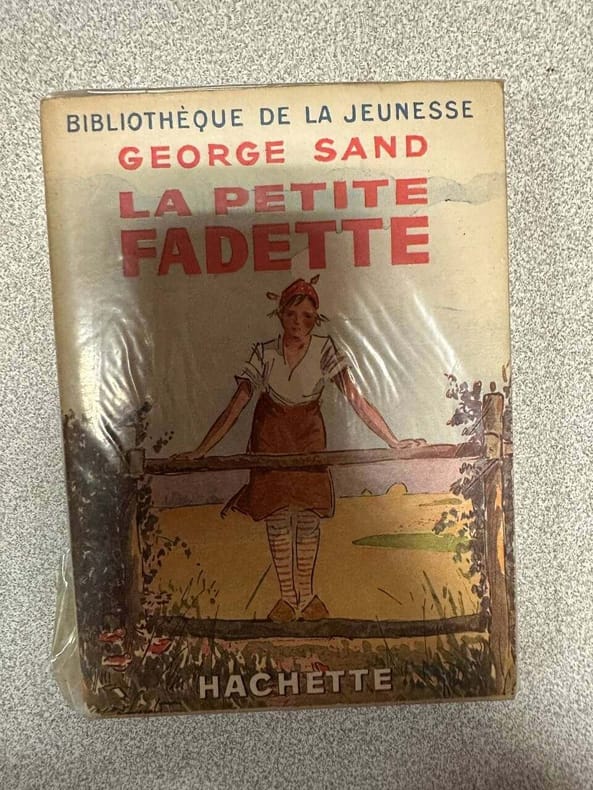 BIBLIOTHÈQUE DE LA JEUNESSE
GEORGE SAND
LA PETITE
FADETTE
HACHETTE